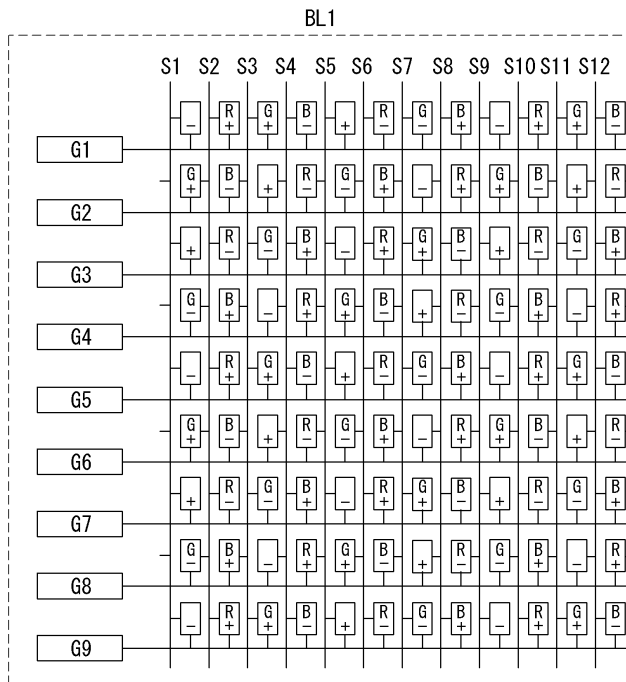 BL1
S1 S2 S3 S4 S5 S6 S7 S8 S9 S10 S11 S12
− R+ G+ B− + R− G− B+ − R+ G+ B−
G1
G+ B− + R− G− B+ − R+ G+ B− + R−
G2
+ R− G− B+ − R+ G+ B− + R− G− B+
G3
G− B+ − R+ G+ B− + R− G− B+ − R+
G4
− R+ G+ B− + R− G− B+ − R+ G+ B−
G5
G+ B− + R− G− B+ − R+ G+ B− + R−
G6
+ R− G− B+ − R+ G+ B− + R− G− B+
G7
G− B+ − R+ G+ B− + R− G− B+ − R+
G8
− R+ G+ B− + R− G− B+ − R+ G+ B−
G9